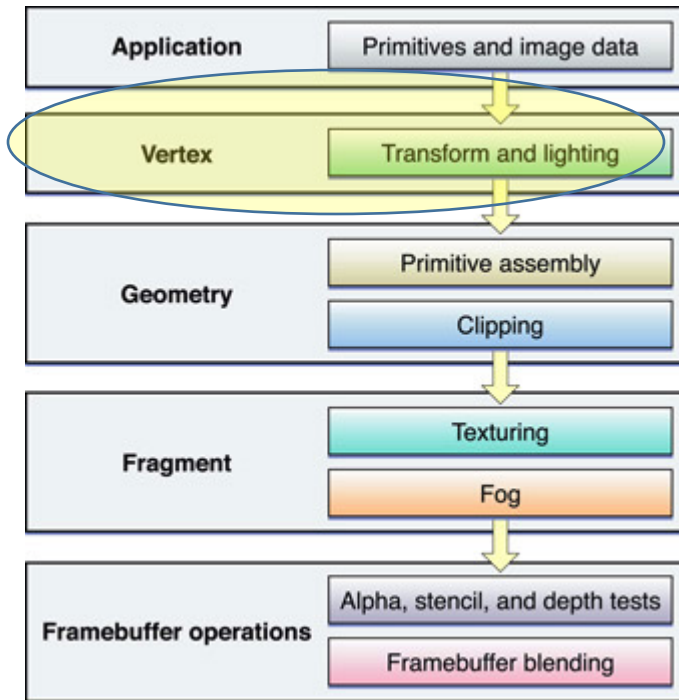 Application
Primitives and image data
Vertex
Transform and lighting
Geometry
Primitive assembly
Clipping
Fragment
Texturing
Fog
Framebuffer operations
Alpha, stencil, and depth tests
Framebuffer blending